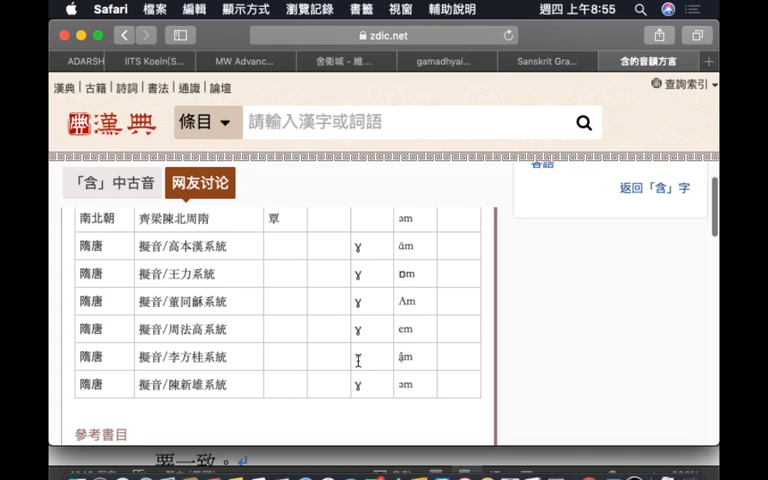 Safari 檔案 編輯 顯示方式 瀏覽記錄 書籤 視窗 輔助說明 週四 上午8:55
zdic.net
ADARSH IITS Koeln(S... MW Advanc... 舍衛城 - 維... gamadhyai... Sanskrit Gra... 含的音韻方言
漢典 古籍 詩詞 書法 通識 論壇 查詢索引
漢典 條目 請輸入漢字或詞語
「含」中古音 网友讨论
返回「含」字
南北朝 齊梁陳北周隋 覃 əm
隋唐 擬音/高本漢系統 ɣ ām
隋唐 擬音/王力系統 ɣ ɒm
隋唐 擬音/董同龢系統 ɣ Am
隋唐 擬音/周法高系統 ɣ em
隋唐 擬音/李方桂系統 ậm
隋唐 擬音/陳新雄系統 ɣ əm
參考書目
要一致。